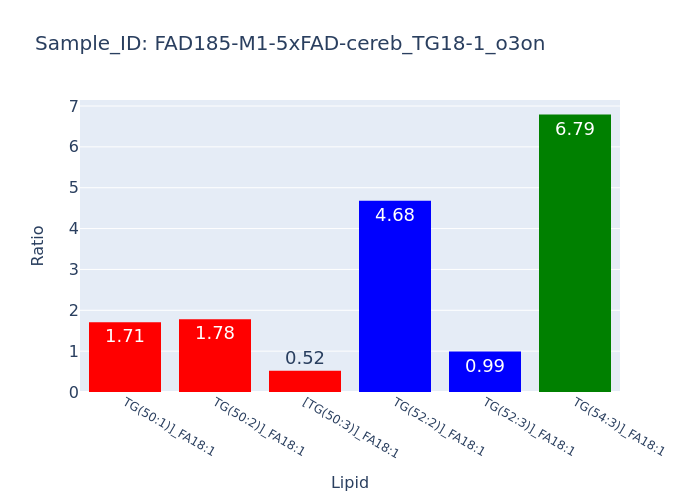 Sample_ID: FAD185-M1-5xFAD-cereb_TG18-1_o3on
Ratio
7
6
5
4
3
2
1
0
1.71
1.78
0.52
4.68
0.99
6.79
TG(50:1)]_FA18:1
TG(50:2)]_FA18:1
[TG(50:3)]_FA18:1
TG(52:2)]_FA18:1
TG(52:3)]_FA18:1
TG(54:3)]_FA18:1
Lipid